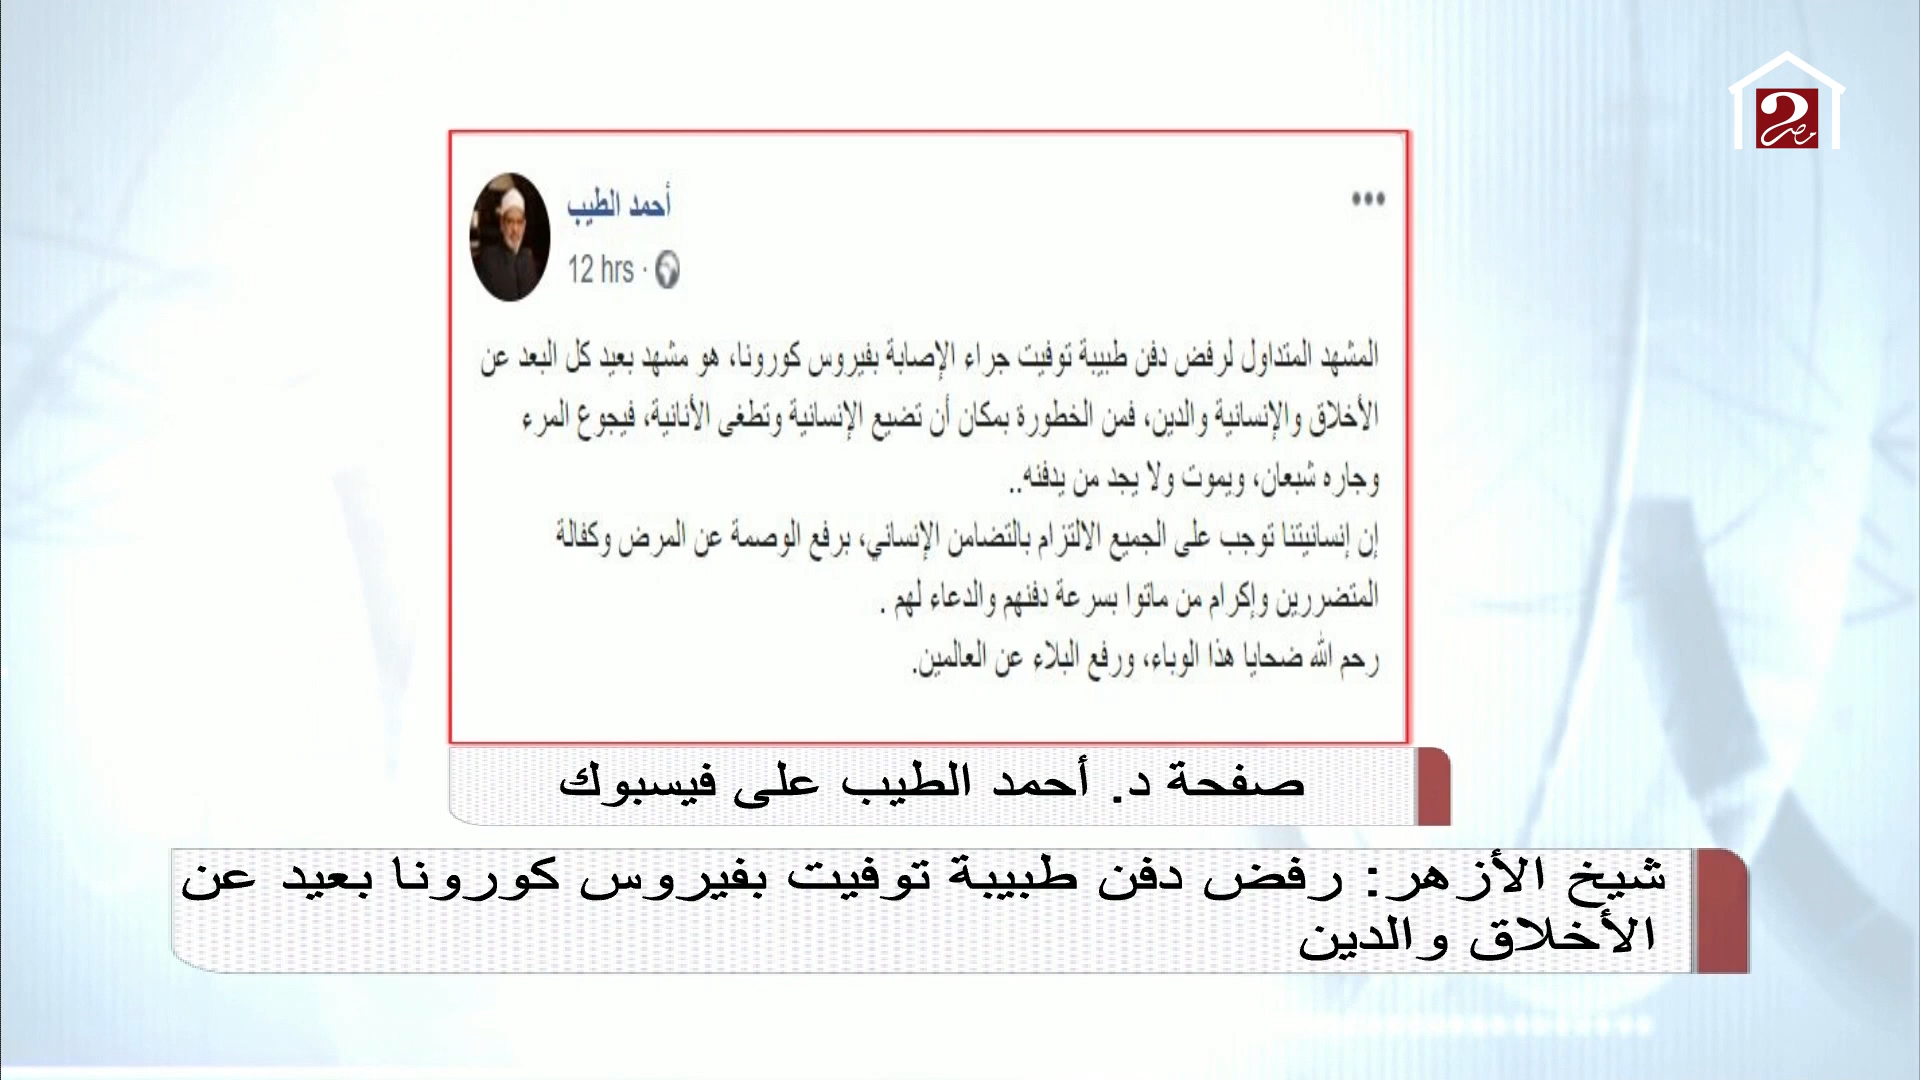 أحمد الطيب
12 hrs ·
المشهد المتداول لرفض دفن طبيبة توفيت جراء الإصابة بفيروس كورونا، هو مشهد بعيد كل البعد عن
الأخلاق والإنسانية والدين، فمن الخطورة بمكان أن تضيع الإنسانية وتطغى الأنانية، فيجوع المرء
وجاره شبعان، ويموت ولا يجد من يدفنه..
إن إنسانيتنا توجب على الجميع الالتزام بالتضامن الإنساني، برفع الوصمة عن المرض وكفالة
المتضررين وإكرام من ماتوا بسرعة دفنهم والدعاء لهم .
رحم الله ضحايا هذا الوباء، ورفع البلاء عن العالمين.
صفحة د. أحمد الطيب على فيسبوك
شيخ الأزهر: رفض دفن طبيبة توفيت بفيروس كورونا بعيد عن
الأخلاق والدين
مصر
2